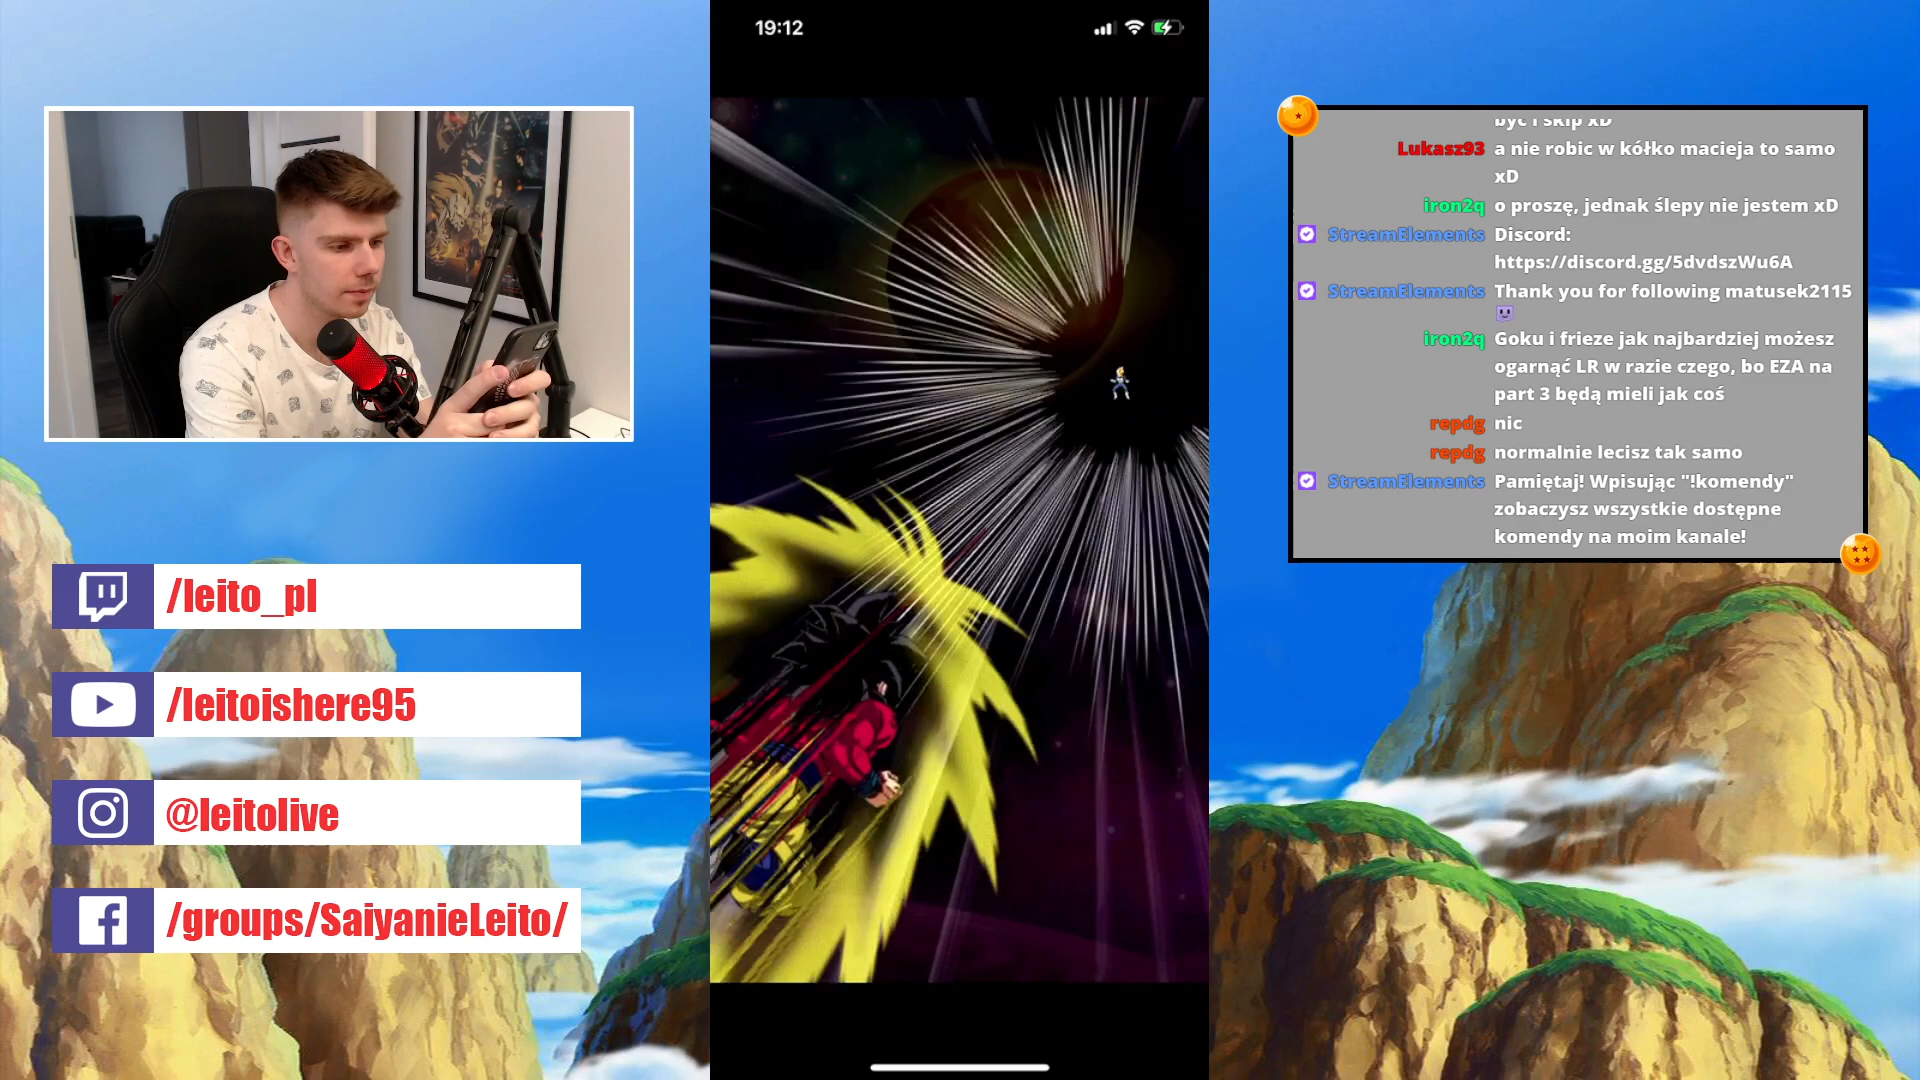 19:12
/leito_pl
/leitoishere95
@leitolive
/groups/SaiyanieLeito/
być i skip xD
Lukasz93 a nie robic w kółko macieja to samo
xD
iron2q o proszę, jednak ślepy nie jestem xD
StreamElements Discord:
https://discord.gg/5dvdszWu6A
StreamElements Thank you for following matusek2115
iron2q Goku i frieze jak najbardziej możesz
ogarnąć LR w razie czego, bo EZA na
part 3 będą mieli jak coś
repdg nic
repdg normalnie lecisz tak samo
StreamElements Pamiętaj! Wpisując "!komendy"
zobaczysz wszystkie dostępne
komendy na moim kanale!